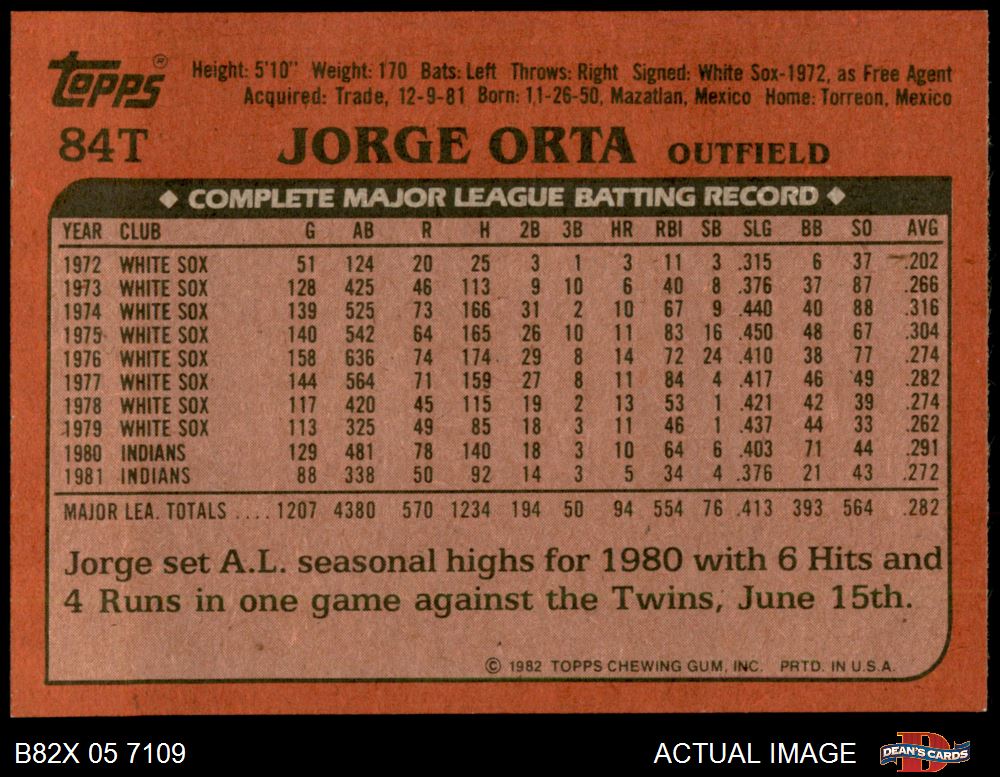 Topps® Height: 5'10" Weight: 170 Bats: Left Throws: Right Signed: White Sox-1972, as Free Agent
Acquired: Trade, 12-9-81 Born: 11-26-50, Mazatlan, Mexico Home: Torreon, Mexico
84T JORGE ORTA OUTFIELD
◆ COMPLETE MAJOR LEAGUE BATTING RECORD ◆
YEAR CLUB G AB R H 2B 3B HR RBI SB SLG BB SO AVG
1972 WHITE SOX 51 124 20 25 3 1 3 11 3 .315 6 37 .202
1973 WHITE SOX 128 425 46 113 9 10 6 40 8 .376 37 87 .266
1974 WHITE SOX 139 525 73 166 31 2 10 67 9 .440 40 88 .316
1975 WHITE SOX 140 542 64 165 26 10 11 83 16 .450 48 67 .304
1976 WHITE SOX 158 636 74 174 29 8 14 72 24 .410 38 77 .274
1977 WHITE SOX 144 564 71 159 27 8 11 84 4 .417 46 49 .282
1978 WHITE SOX 117 420 45 115 19 2 13 53 1 .421 42 39 .274
1979 WHITE SOX 113 325 49 85 18 3 11 46 1 .437 44 33 .262
1980 INDIANS 129 481 78 140 18 3 10 64 6 .403 71 44 .291
1981 INDIANS 88 338 50 92 14 3 5 34 4 .376 21 43 .272
MAJOR LEA. TOTALS .... 1207 4380 570 1234 194 50 94 554 76 .413 393 564 .282
Jorge set A.L. seasonal highs for 1980 with 6 Hits and
4 Runs in one game against the Twins, June 15th.
© 1982 TOPPS CHEWING GUM, INC. PRTD. IN U.S.A.
B82X 05 7109 ACTUAL IMAGE DEAN'S CARDS